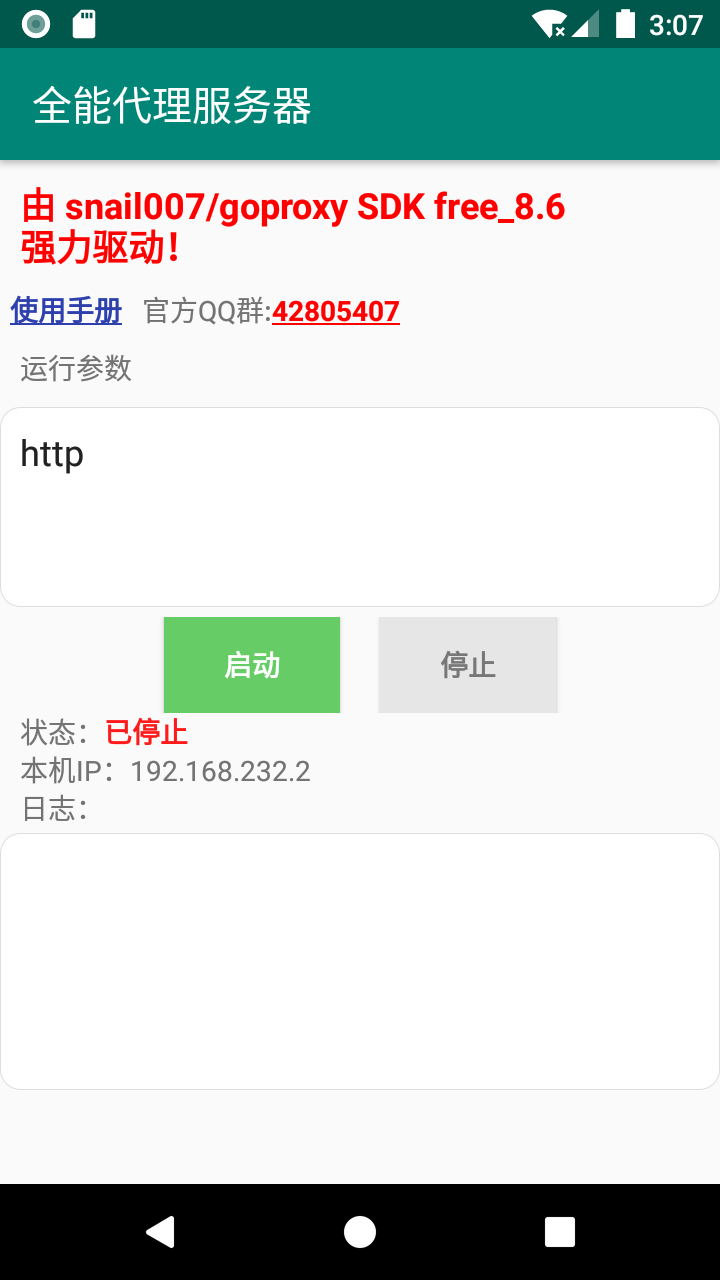 3:07
全能代理服务器
由 snail007/goproxy SDK free_8.6
强力驱动!
使用手册 官方QQ群:42805407
运行参数
http
启动 停止
状态：已停止
本机IP：192.168.232.2
日志：